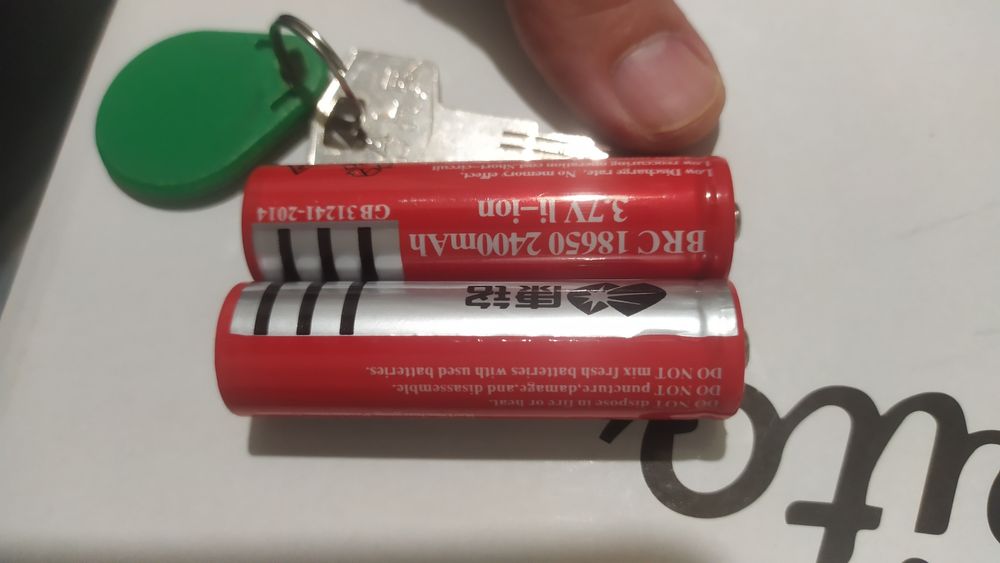 DO NOT dispose in fire or heat.
DO NOT puncture,damage,and disassemble.
DO NOT mix fresh batteries with used batteries.
康铭
BRC 18650 2400mAh
3.7V li-ion
GB 31241-2014
Low Discharge rate, No memory effect.